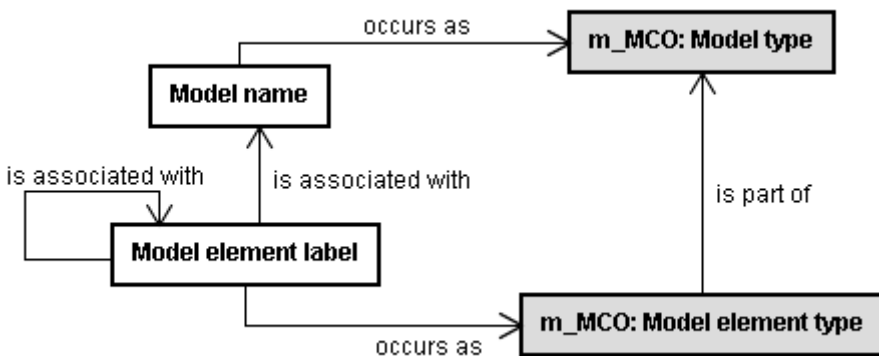 occurs as
m_MCO: Model type
Model name
is associated with
is associated with
is part of
Model element label
m_MCO: Model element type
occurs as